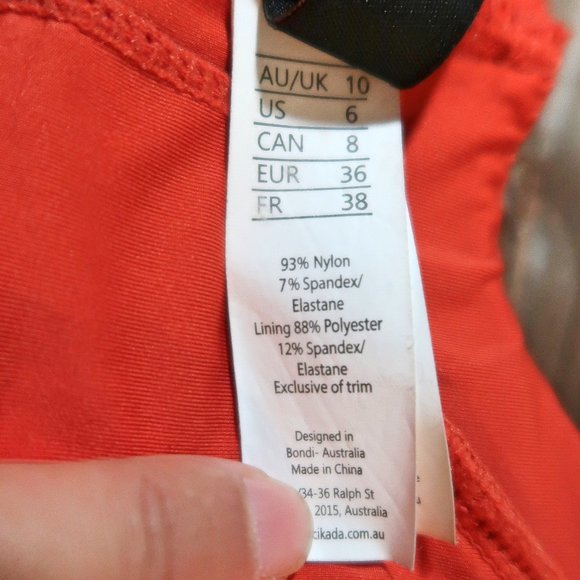 AU/UK 10
US 6
CAN 8
EUR 36
FR 38
93% Nylon
7% Spandex/
Elastane
Lining 88% Polyester
12% Spandex/
Elastane
Exclusive of trim
Designed in
Bondi- Australia
Made in China
/34-36 Ralph St
2015, Australia
cikada.com.au